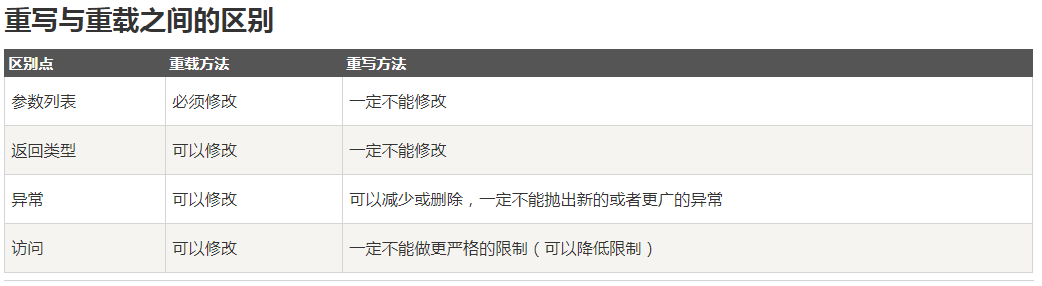 重写与重载之间的区别
区别点 重载方法 重写方法
参数列表 必须修改 一定不能修改
返回类型 可以修改 一定不能修改
异常 可以修改 可以减少或删除，一定不能抛出新的或者更广的异常
访问 可以修改 一定不能做更严格的限制（可以降低限制）